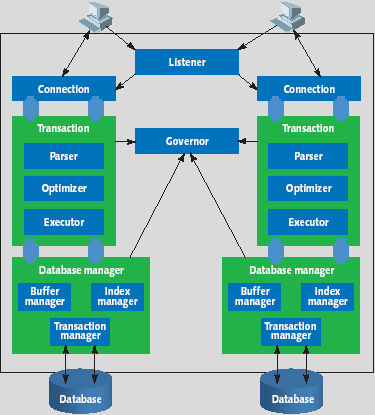 Listener
Connection
Connection
Transaction
Transaction
Governor
Parser
Parser
Optimizer
Optimizer
Executor
Executor
Database manager
Database manager
Buffer
manager
Index
manager
Buffer
manager
Index
manager
Transaction
manager
Transaction
manager
Database
Database